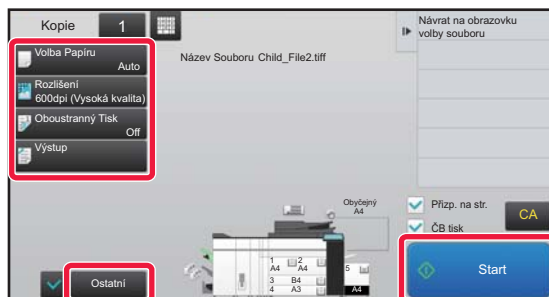 Kopie 1
Návrat na obrazovku
volby souboru
Název Souboru Child_File2.tiff
Volba Papíru
Auto
Rozlišení
600dpi (Vysoká kvalita)
Oboustranný Tisk
Off
Výstup
Obyčejný
A4
Přizp. na str.
ČB tisk
CA
1 A4
2 A4
3 B4
4 A3
5
A4
Ostatní
Start